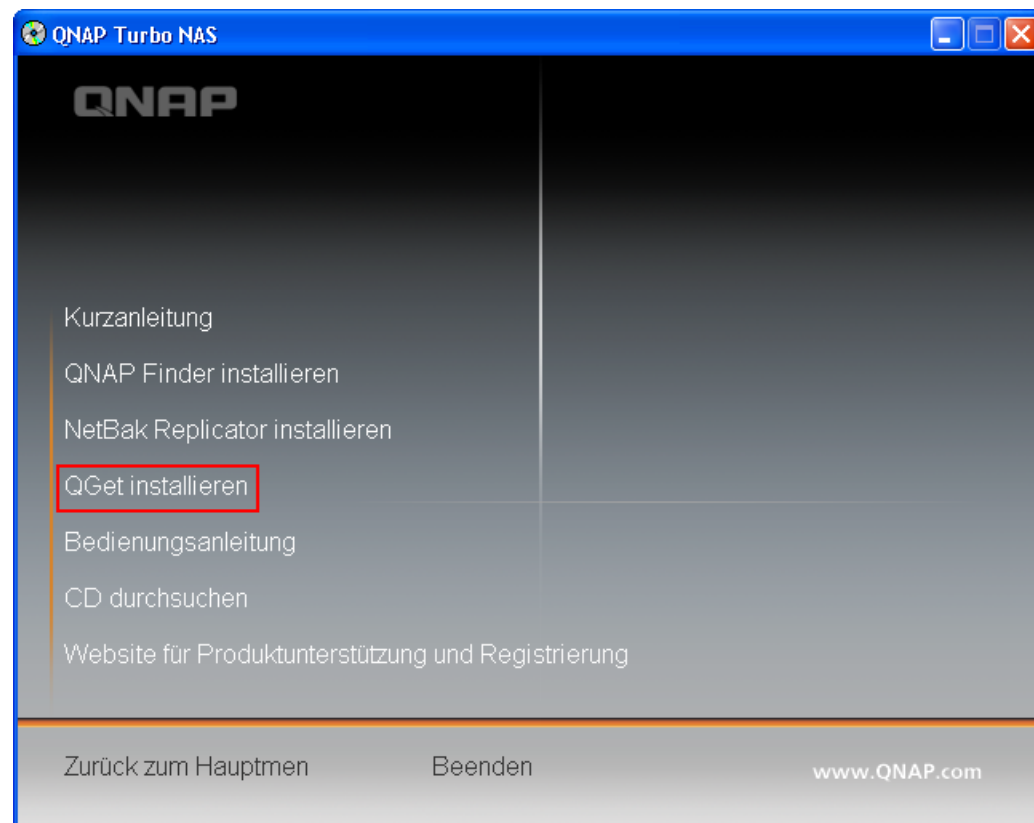 QNAP Turbo NAS
QNAP
Kurzanleitung
QNAP Finder installieren
NetBak Replicator installieren
QGet installieren
Bedienungsanleitung
CD durchsuchen
Website für Produktunterstützung und Registrierung
Zurück zum Hauptmen
Beenden
www.QNAP.com